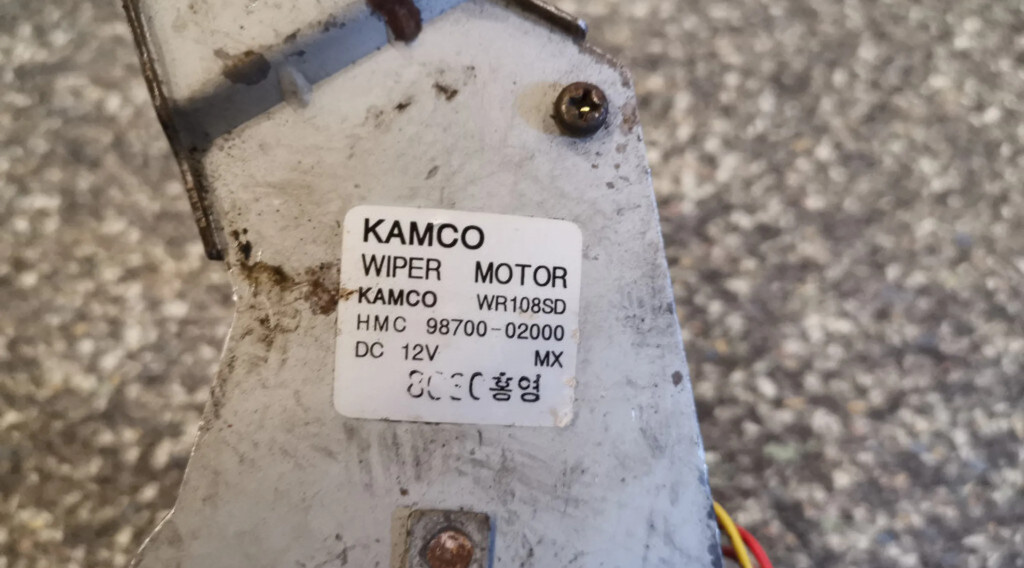 KAMCO
WIPER MOTOR
KAMCO WR108SD
HMC 98700-02000
DC 12V MX
홍영